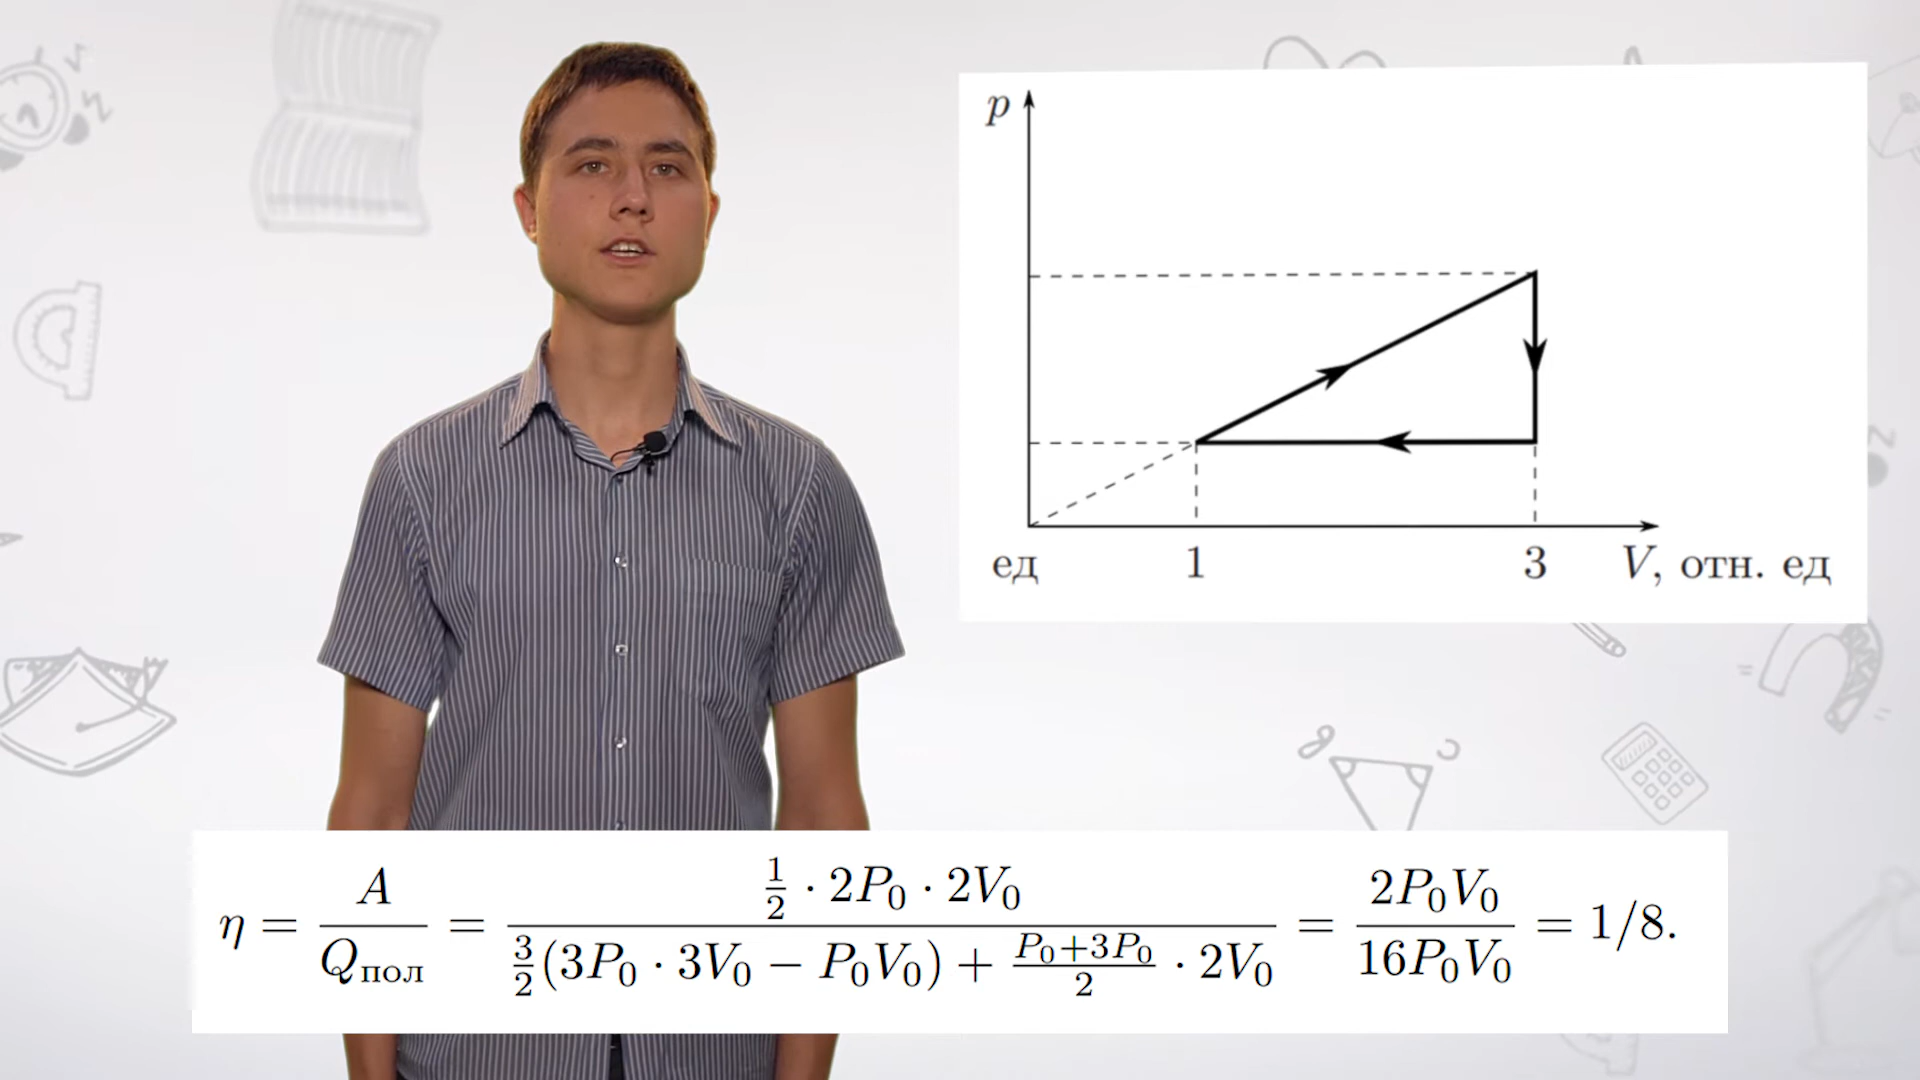 p
ед 1 3 V, отн. ед
η = A / Qпол = (1/2 · 2P₀ · 2V₀) / (3/2(3P₀ · 3V₀ − P₀V₀) + (P₀+3P₀)/2 · 2V₀) = 2P₀V₀ / 16P₀V₀ = 1/8.